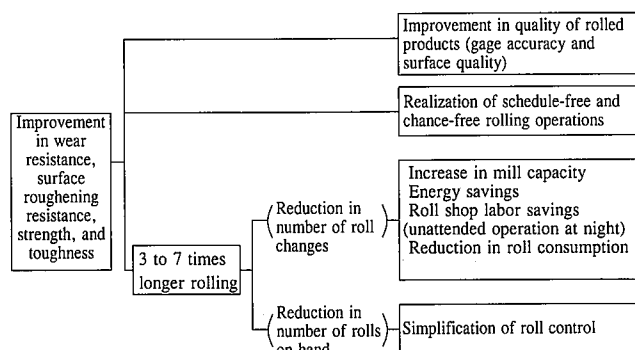 Improvement
in wear
resistance,
surface
roughening
resistance,
strength, and
toughness
Improvement in quality of rolled
products (gage accuracy and
surface quality)
Realization of schedule-free and
chance-free rolling operations
3 to 7 times
longer rolling
(Reduction in
number of roll
changes)
Increase in mill capacity
Energy savings
Roll shop labor savings
(unattended operation at night)
Reduction in roll consumption
(Reduction in
number of rolls
on hand)
Simplification of roll control